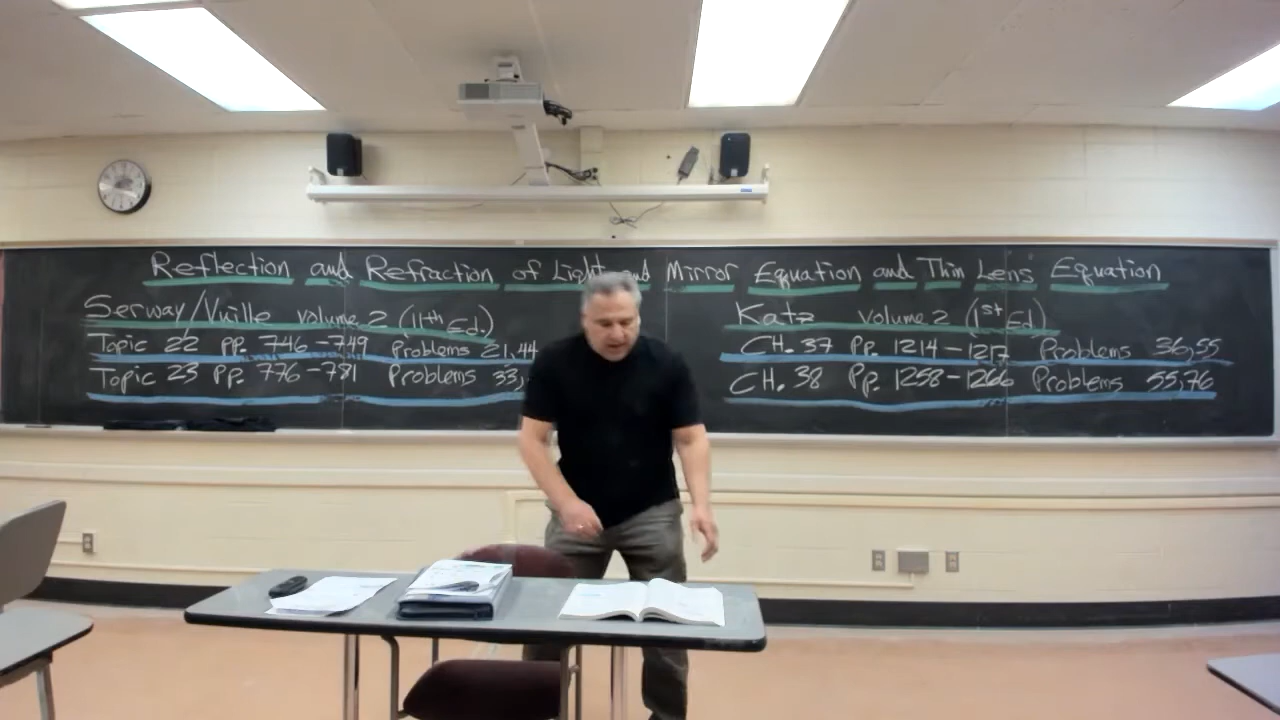 Reflection and Refraction of Light and Mirror Equation and Thin Lens Equation
Serway/Vuille volume 2 (11th Ed.)
Topic 22 pp. 746-749 Problems 21,44
Topic 23 pp. 776-781 Problems 33,
Katz volume 2 (1st Ed)
CH. 37 pp. 1214-1217 Problems 36,55
CH. 38 pp. 1258-1266 Problems 55,76